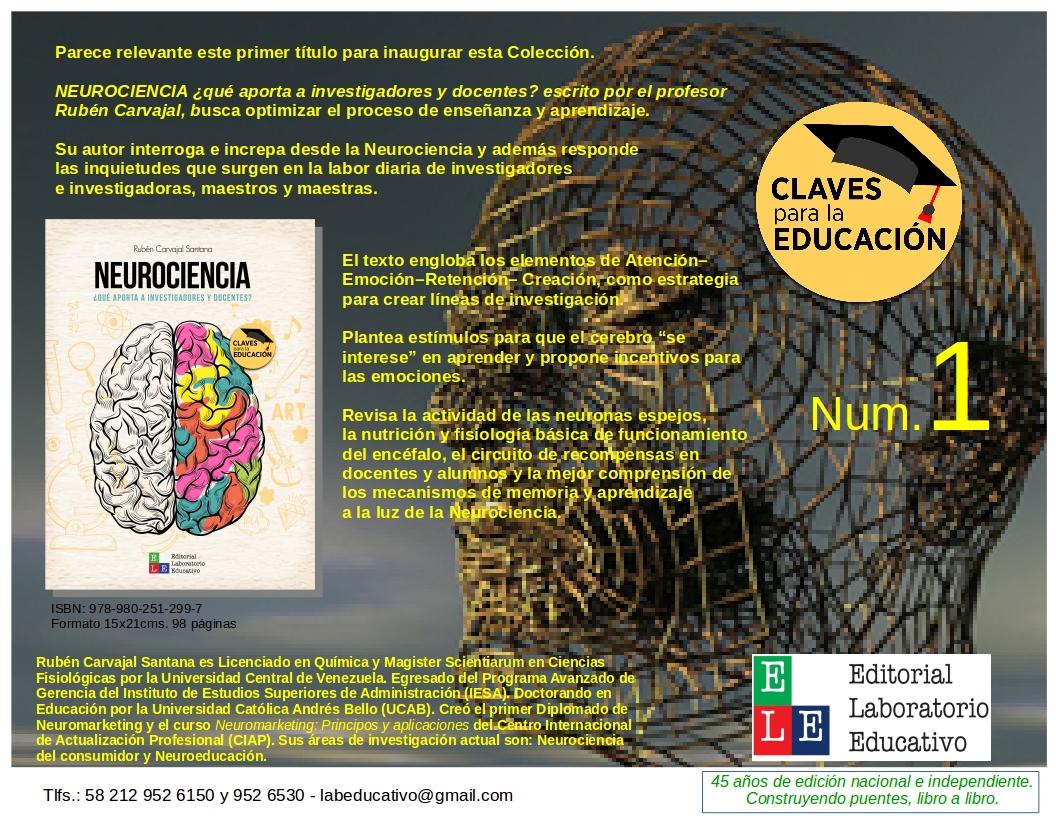 Parece relevante este primer título para inaugurar esta Colección.
NEUROCIENCIA ¿qué aporta a investigadores y docentes? escrito por el profesor
Rubén Carvajal, busca optimizar el proceso de enseñanza y aprendizaje.
Su autor interroga e increpa desde la Neurociencia y además responde
las inquietudes que surgen en la labor diaria de investigadores
e investigadoras, maestros y maestras.
CLAVES
para la
EDUCACIÓN
Rubén Carvajal Santana
NEUROCIENCIA
¿QUÉ APORTA A INVESTIGADORES Y DOCENTES?
CLAVES
para la
EDUCACIÓN
ART
Editorial
Laboratorio
Educativo
E
L E
El texto engloba los elementos de Atención–
Emoción–Retención– Creación, como estrategia
para crear líneas de investigación.
Plantea estímulos para que el cerebro “se
interese” en aprender y propone incentivos para
las emociones.
Revisa la actividad de las neuronas espejos,
la nutrición y fisiología básica de funcionamiento
del encéfalo, el circuito de recompensas en
docentes y alumnos y la mejor comprensión de
los mecanismos de memoria y aprendizaje
a la luz de la Neurociencia.
Num.1
ISBN: 978-980-251-299-7
Formato 15x21cms. 98 páginas
Rubén Carvajal Santana es Licenciado en Química y Magister Scientiarum en Ciencias
Fisiológicas por la Universidad Central de Venezuela. Egresado del Programa Avanzado de
Gerencia del Instituto de Estudios Superiores de Administración (IESA). Doctorando en
Educación por la Universidad Católica Andrés Bello (UCAB). Creó el primer Diplomado de
Neuromarketing y el curso Neuromarketing: Principos y aplicaciones del Centro Internacional
de Actualización Profesional (CIAP). Sus áreas de investigación actual son: Neurociencia
del consumidor y Neuroeducación.
E
L E
Editorial
Laboratorio
Educativo
Tlfs.: 58 212 952 6150 y 952 6530 - labeducativo@gmail.com
45 años de edición nacional e independiente.
Construyendo puentes, libro a libro.